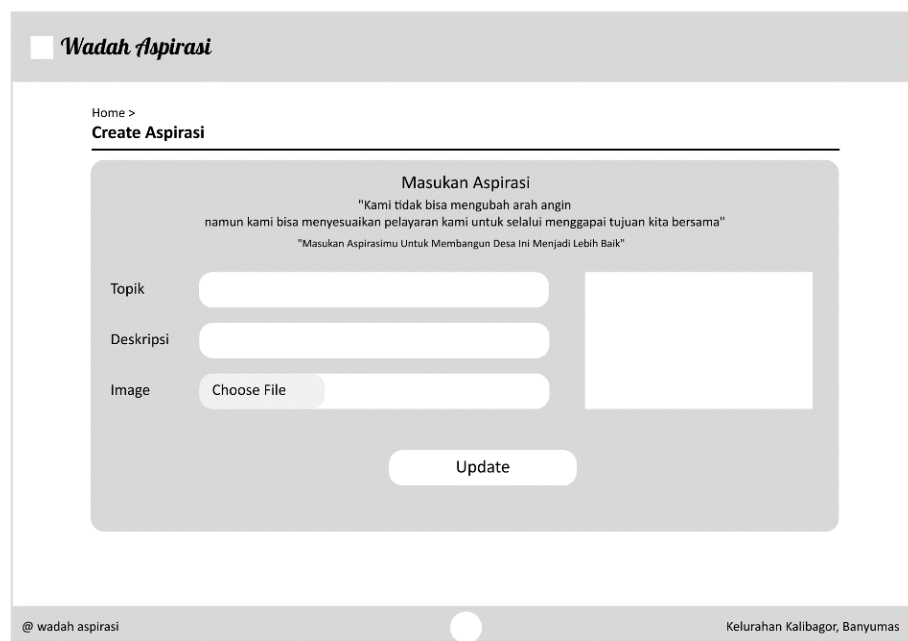 Wadah Aspirasi
Home >
Create Aspirasi
Masukan Aspirasi
"Kami tidak bisa mengubah arah angin
namun kami bisa menyesuaikan pelayaran kami untuk selalui menggapai tujuan kita bersama"
"Masukan Aspirasimu Untuk Membangun Desa Ini Menjadi Lebih Baik"
Topik
Deskripsi
Image
Choose File
Update
@ wadah aspirasi
Kelurahan Kalibagor, Banyumas